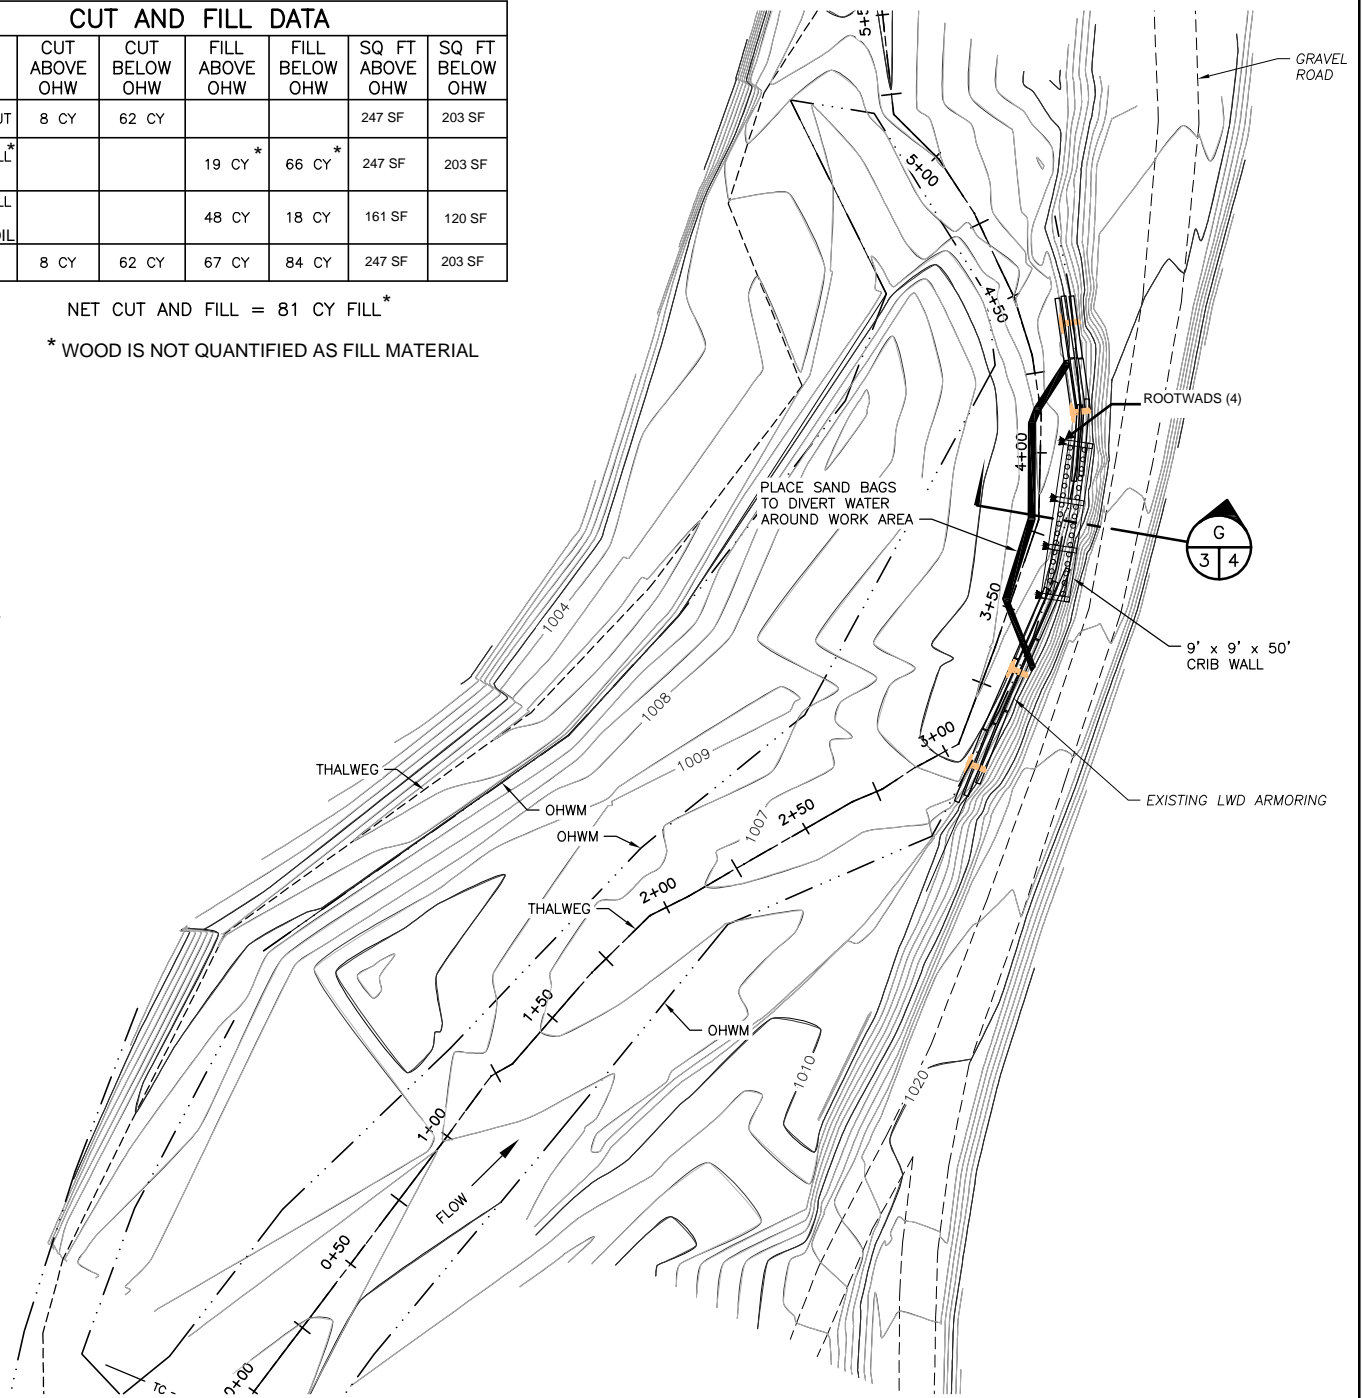 CUT AND FILL DATA
CUT ABOVE OHW
CUT BELOW OHW
FILL ABOVE OHW
FILL BELOW OHW
SQ FT ABOVE OHW
SQ FT BELOW OHW
8 CY 62 CY 247 SF 203 SF
19 CY * 66 CY * 247 SF 203 SF
48 CY 18 CY 161 SF 120 SF
8 CY 62 CY 67 CY 84 CY 247 SF 203 SF
NET CUT AND FILL = 81 CY FILL*
* WOOD IS NOT QUANTIFIED AS FILL MATERIAL
GRAVEL
ROAD
5+00
4+50
ROOTWADS (4)
4+00
PLACE SAND BAGS
TO DIVERT WATER
AROUND WORK AREA
G
3 4
3+50
1004
9' x 9' x 50'
CRIB WALL
1008
3+00
1009
THALWEG
EXISTING LWD ARMORING
OHWM
2+50
1007
OHWM
2+00
THALWEG
1+50
OHWM
1010
1020
1+00
FLOW
0+50
0+00